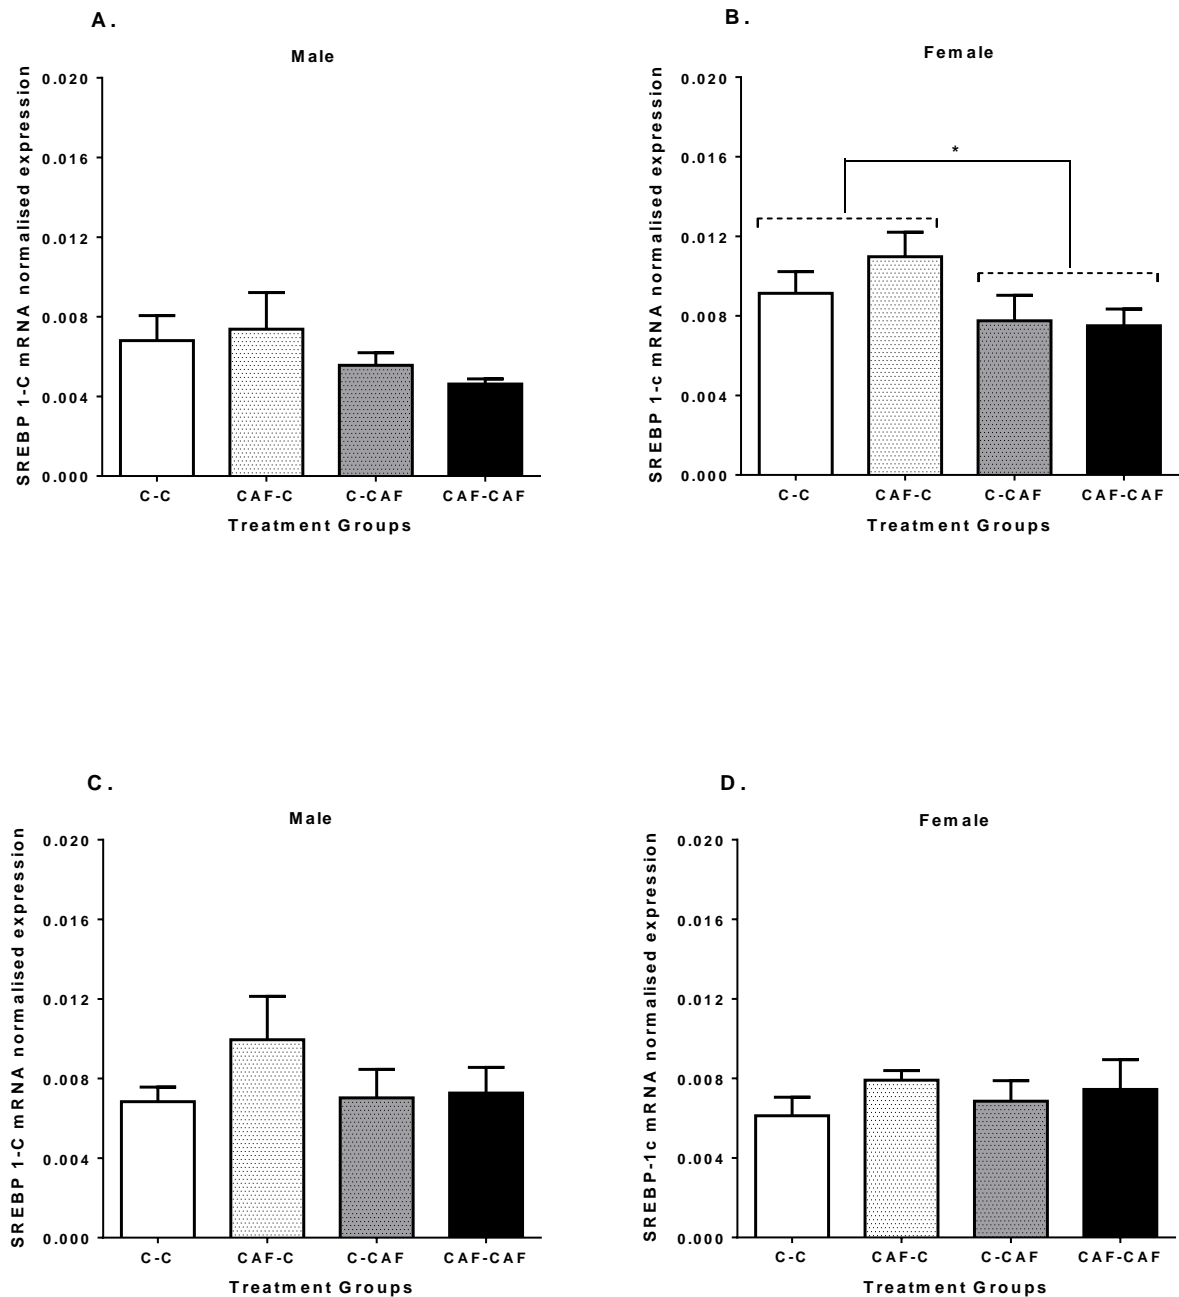 A.
Male
SREBP 1-C mRNA normalised expression
0.020
0.016
0.012
0.008
0.004
0.000
C-C CAF-C C-CAF CAF-CAF
Treatment Groups
B.
Female
SREBP 1-c mRNA normalised expression
0.020
0.016
*
0.012
0.008
0.004
0.000
C-C CAF-C C-CAF CAF-CAF
Treatment Groups
C.
Male
SREBP 1-C mRNA normalised expression
0.020
0.016
0.012
0.008
0.004
0.000
C-C CAF-C C-CAF CAF-CAF
Treatment Groups
D.
Female
SREBP-1c mRNA normalised expression
0.020
0.016
0.012
0.008
0.004
0.000
C-C CAF-C C-CAF CAF-CAF
Treatment Groups